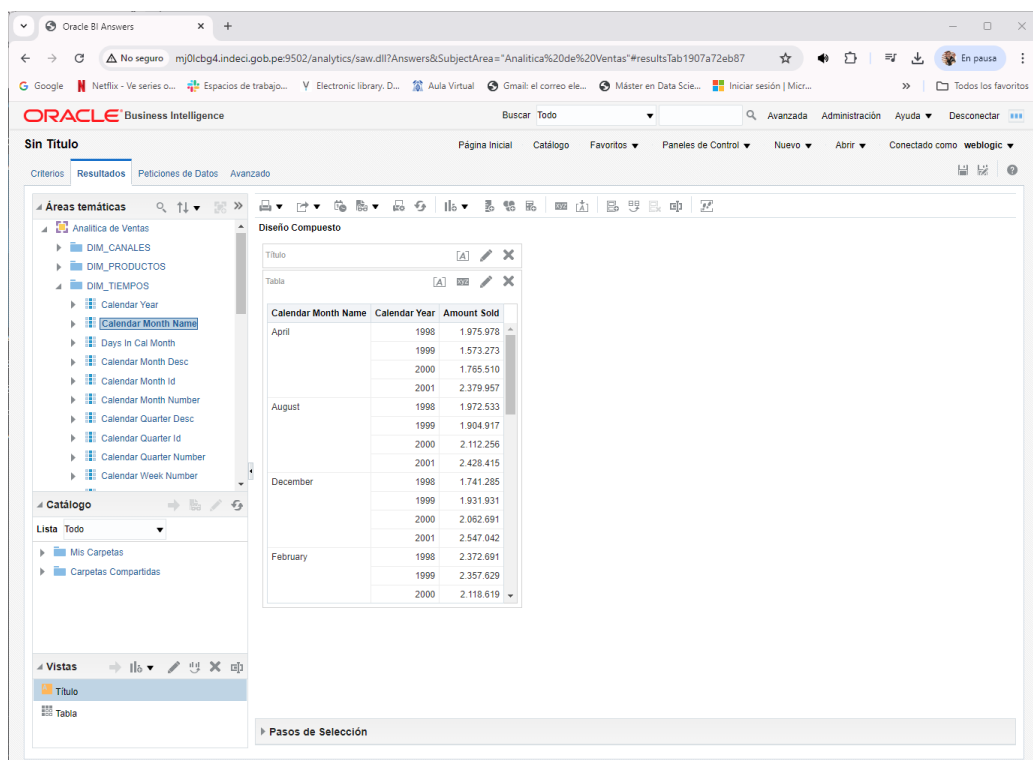 Oracle BI Answers
No seguro mj0lcbg4.indeci.gob.pe:9502/analytics/saw.dll?Answers&SubjectArea="Analitica%20de%20Ventas"#resultsTab1907a72eb87 En pausa
Google Netflix - Ve series o... Espacios de trabajo... Electronic library. D... Aula Virtual Gmail: el correo ele... Máster en Data Scie... Iniciar sesión | Micr... » Todos los favoritos
ORACLE Business Intelligence Buscar Todo Avanzada Administración Ayuda Desconectar
Sin Título Página Inicial Catálogo Favoritos Paneles de Control Nuevo Abrir Conectado como weblogic
Criterios Resultados Peticiones de Datos Avanzado
Áreas temáticas
Analitica de Ventas
DIM_CANALES
DIM_PRODUCTOS
DIM_TIEMPOS
Calendar Year
Calendar Month Name
Days In Cal Month
Calendar Month Desc
Calendar Month Id
Calendar Month Number
Calendar Quarter Desc
Calendar Quarter Id
Calendar Quarter Number
Calendar Week Number
Catálogo
Lista Todo
Mis Carpetas
Carpetas Compartidas
Vistas
Título
Tabla
Diseño Compuesto
Título
Tabla
Calendar Month Name Calendar Year Amount Sold
April 1998 1.975.978
1999 1.573.273
2000 1.765.510
2001 2.379.957
August 1998 1.972.533
1999 1.904.917
2000 2.112.256
2001 2.428.415
December 1998 1.741.285
1999 1.931.931
2000 2.062.691
2001 2.547.042
February 1998 2.372.691
1999 2.357.629
2000 2.118.619
Pasos de Selección